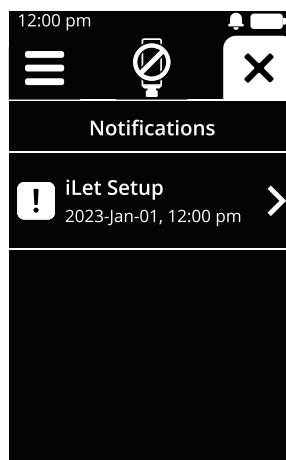 12:00 pm
Notifications
!
iLet Setup
2023-Jan-01, 12:00 pm